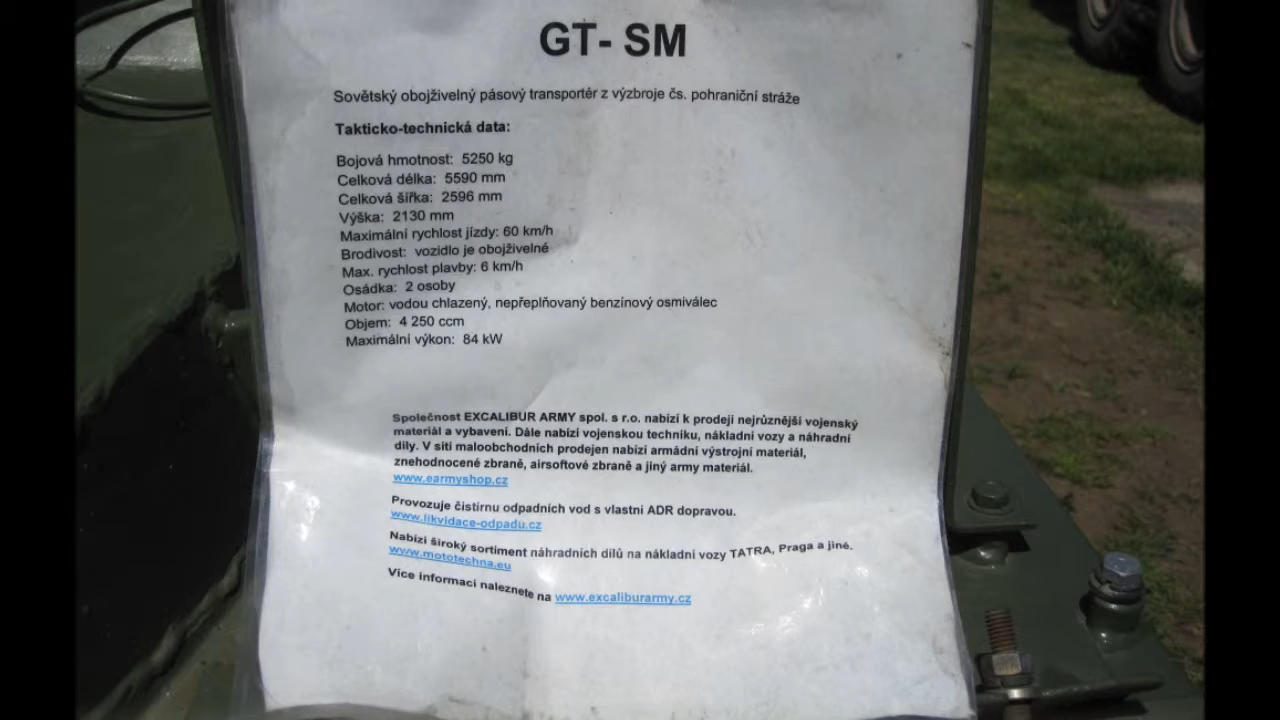 GT- SM
Sovětský obojživelný pásový transportér z výzbroje čs. pohraniční stráže
Takticko-technická data:
Bojová hmotnost: 5250 kg
Celková délka: 5590 mm
Celková šířka: 2596 mm
Výška: 2130 mm
Maximální rychlost jízdy: 60 km/h
Brodivost: vozidlo je obojživelné
Max. rychlost plavby: 6 km/h
Osádka: 2 osoby
Motor: vodou chlazený, nepřeplňovaný benzínový osmiválec
Objem: 4 250 ccm
Maximální výkon: 84 kW
Společnost EXCALIBUR ARMY spol. s r.o. nabízí k prodeji nejrůznější vojenský
materiál a vybavení. Dále nabízí vojenskou techniku, nákladní vozy a náhradní
díly. V síti maloobchodních prodejen nabízí armádní výstrojní materiál,
znehodnocené zbraně, airsoftové zbraně a jiný army materiál.
www.earmyshop.cz
Provozuje čistírnu odpadních vod s vlastní ADR dopravou.
www.likvidace-odpadu.cz
Nabízí široký sortiment náhradních dílů na nákladní vozy TATRA, Praga a jiné.
www.mototechna.eu
Více informací naleznete na www.excaliburarmy.cz